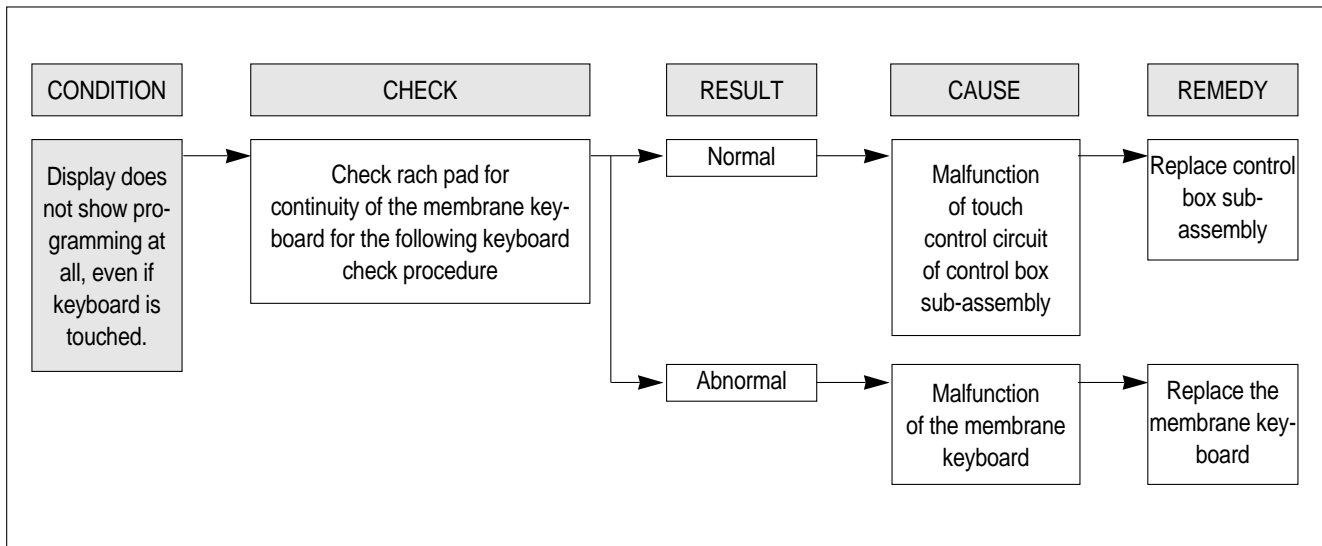 CONDITION
CHECK
RESULT
CAUSE
REMEDY
Display does
not show pro-
gramming at
all, even if
keyboard is
touched.
Check rach pad for
continuity of the membrane key-
board for the following keyboard
check procedure
Normal
Malfunction
of touch
control circuit
of control box
sub-assembly
Replace control
box sub-
assembly
Abnormal
Malfunction
of the membrane
keyboard
Replace the
membrane key-
board